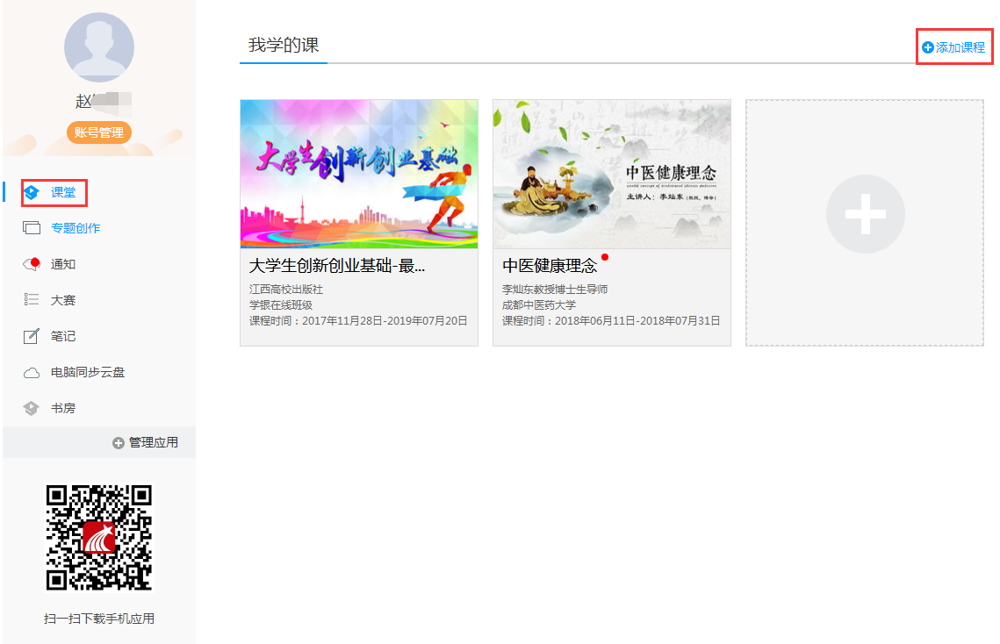 赵
账号管理
课堂
专题创作
通知
大赛
笔记
电脑同步云盘
书房
管理应用
扫一扫下载手机应用
我学的课
添加课程
大学生创新创业基础
大学生创新创业基础-最...
江西高校出版社
学银在线班级
课程时间：2017年11月28日-2019年07月20日
中医健康理念
主讲人：李灿东（教授，博导）
中医健康理念
李灿东教授博士生导师
成都中医药大学
课程时间：2018年06月11日-2018年07月31日